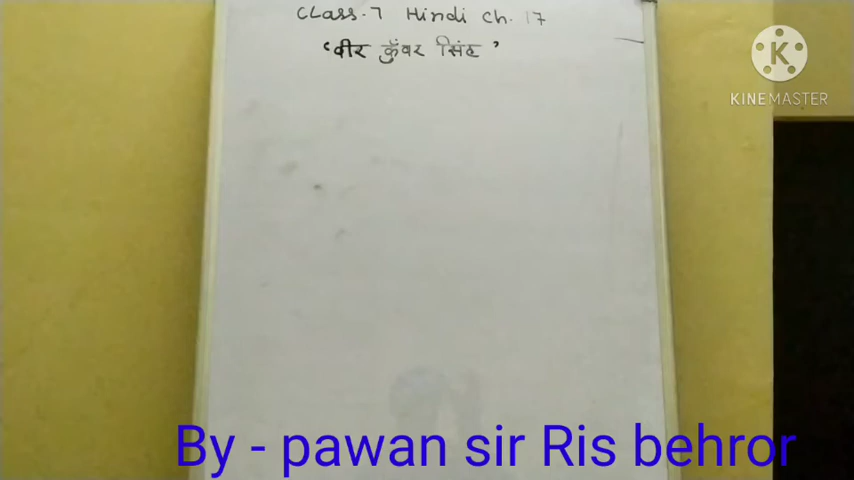 Class-7 Hindi Ch. 17
‘वीर कुँवर सिंह’
KINEMASTER
By - pawan sir Ris behror